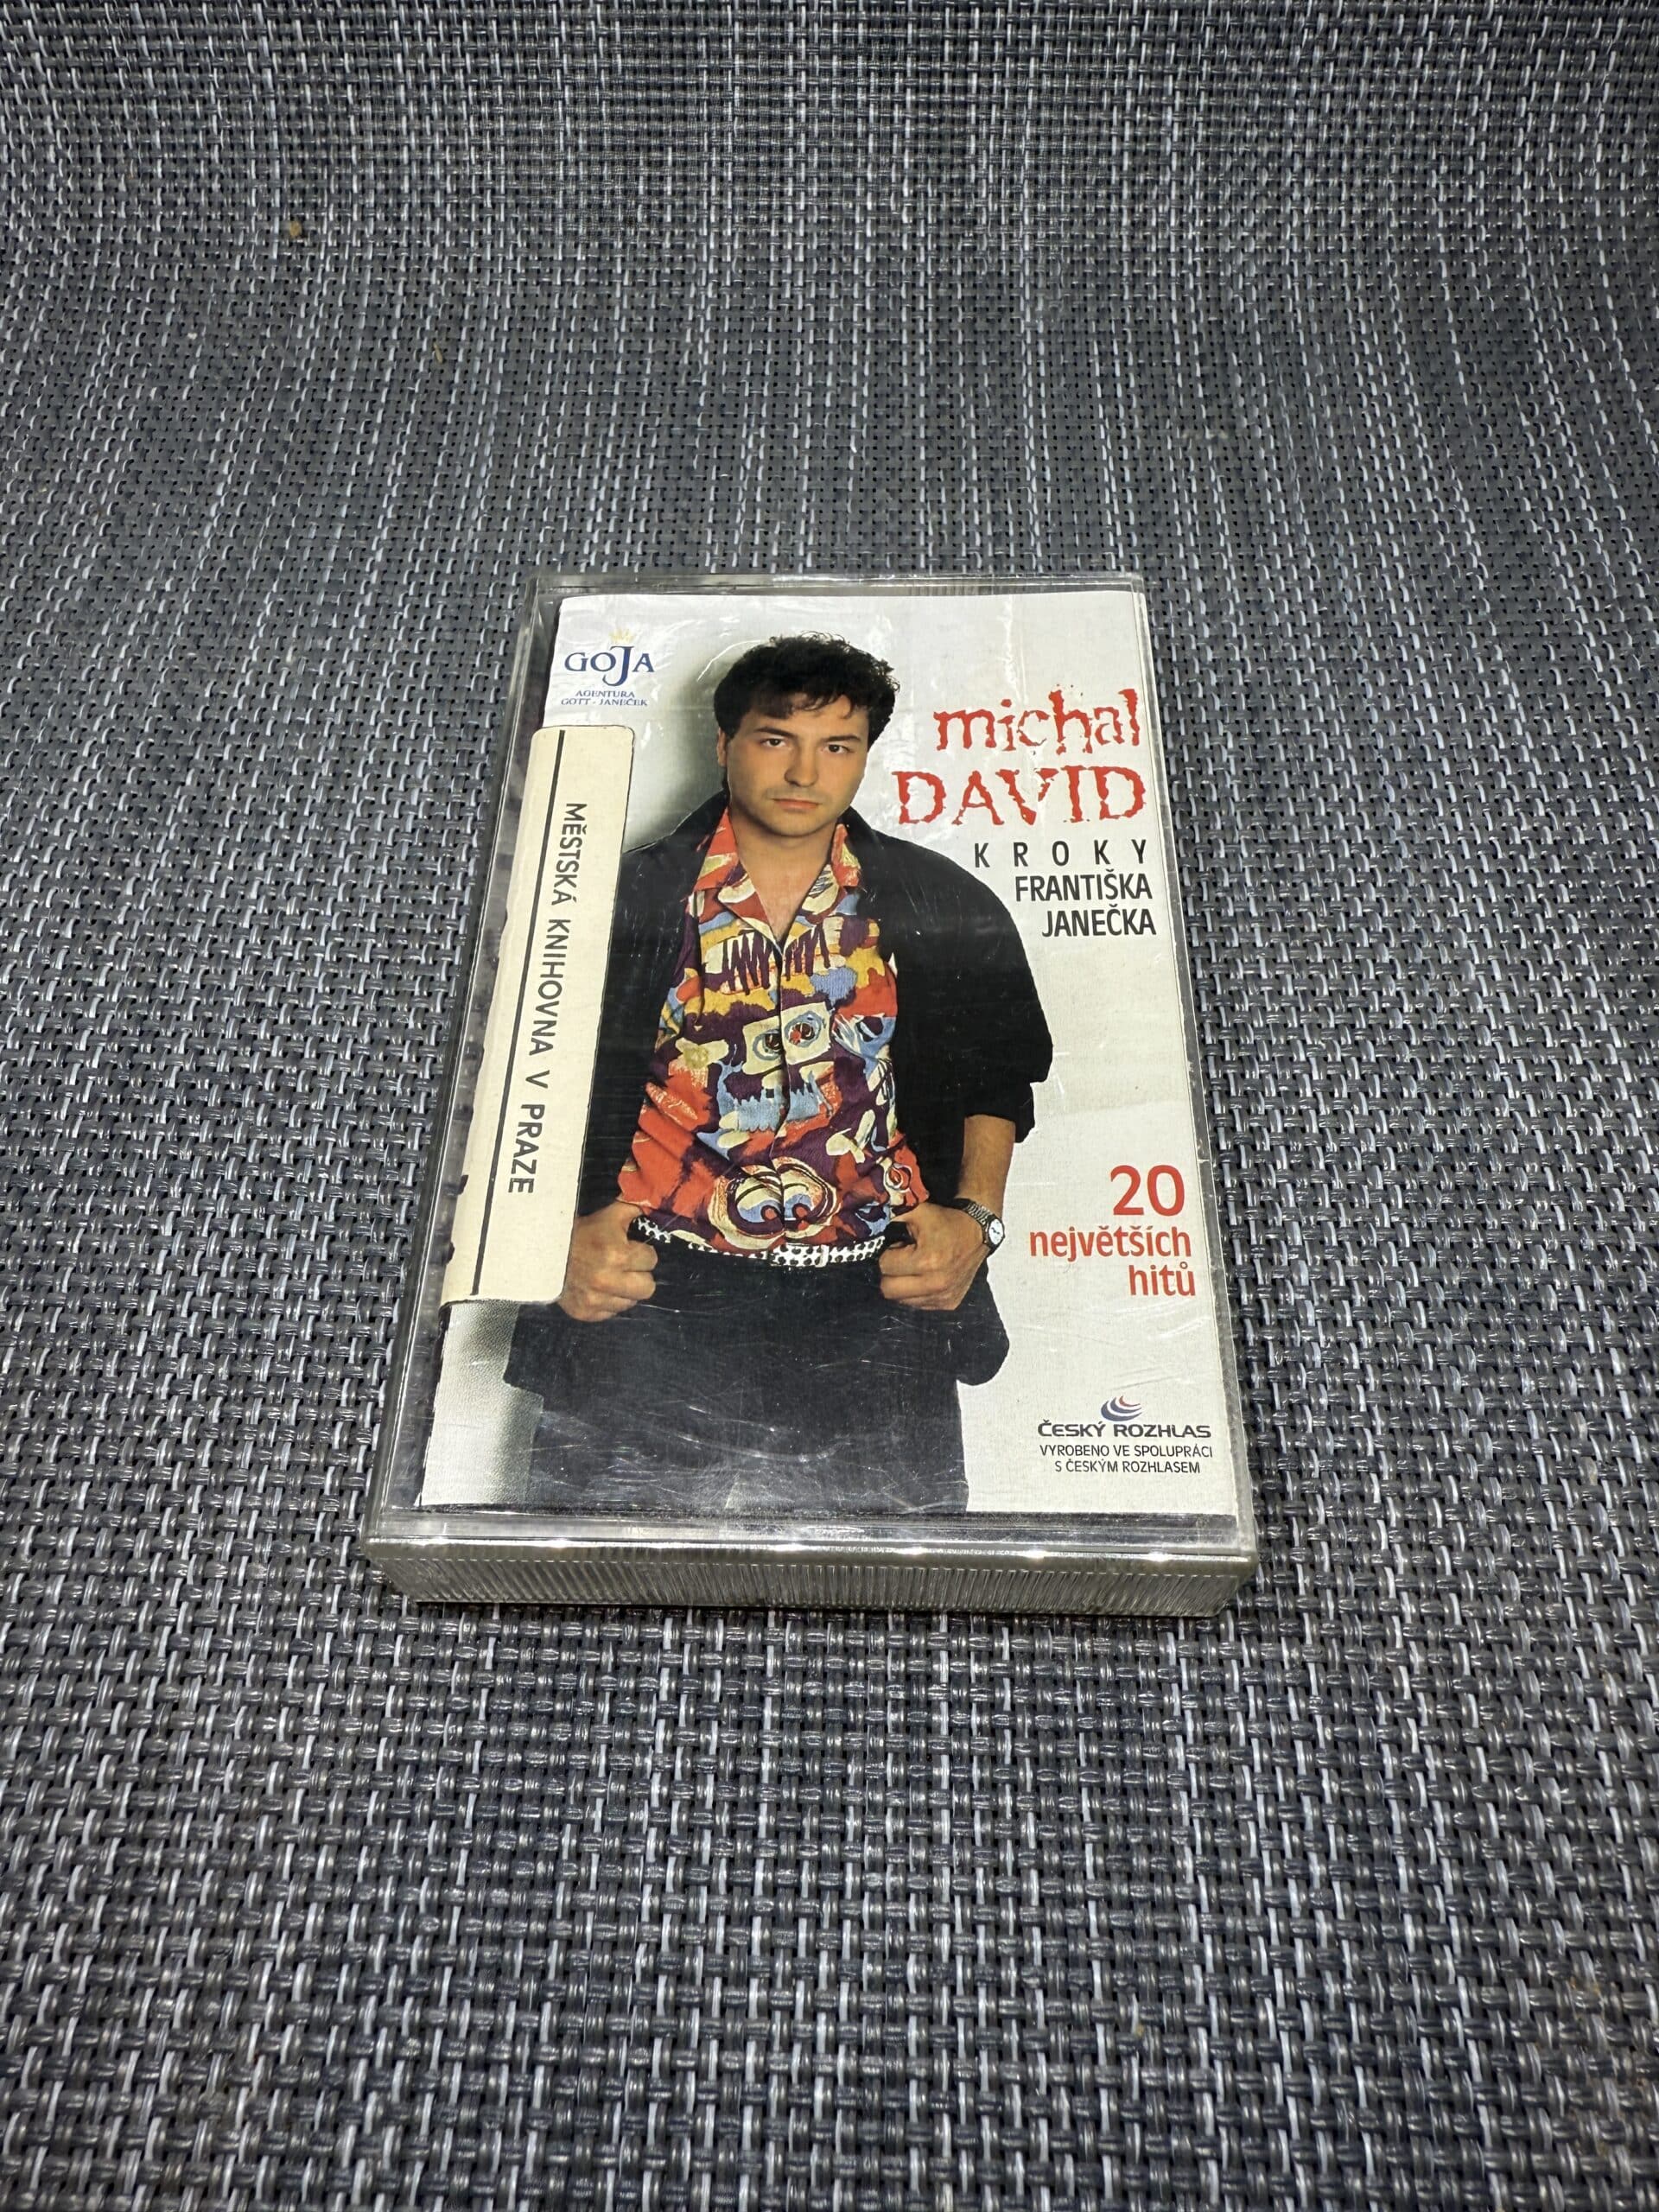 GOJA
AGENTURA
GOTT - JANEČEK
MĚSTSKÁ KNIHOVNA V PRAZE
michal
DAVID
KROKY
FRANTIŠKA
JANEČKA
20
největších
hitů
ČESKÝ ROZHLAS
VYROBENO VE SPOLUPRÁCI
S ČESKÝM ROZHLASEM